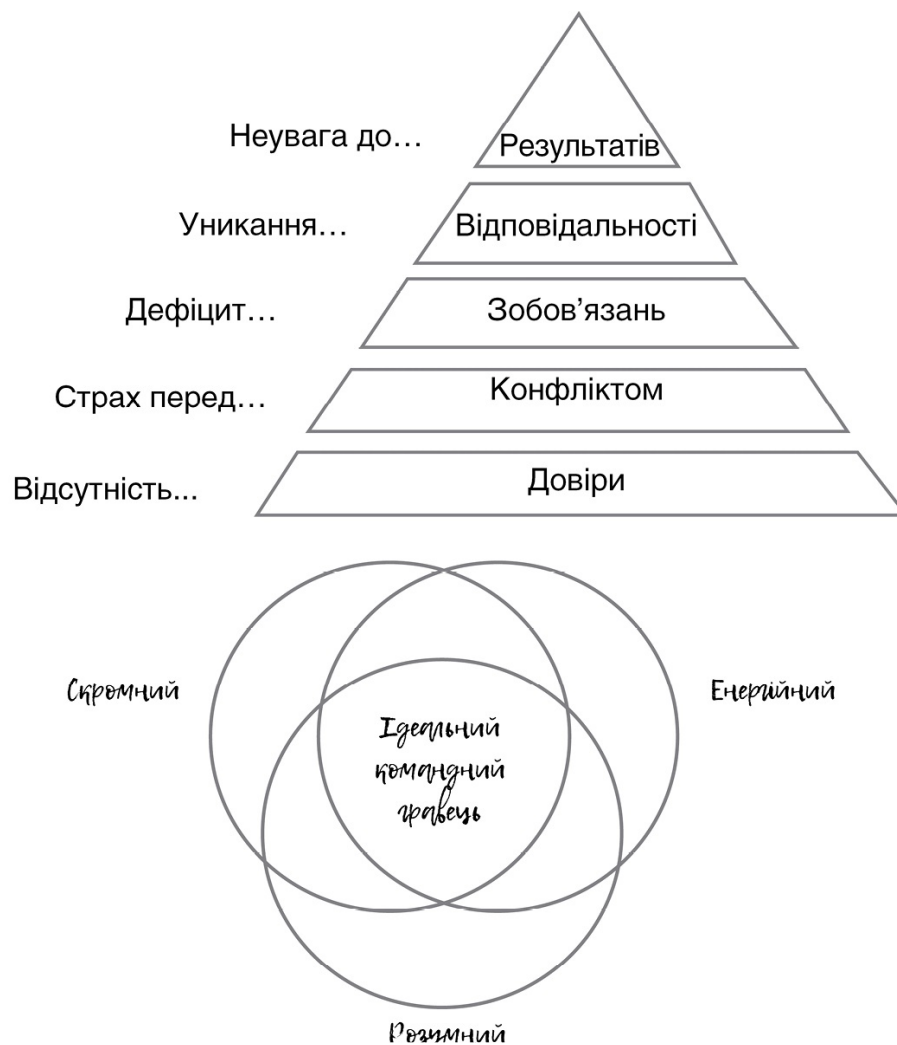 Неувага до… Результатів
Уникання… Відповідальності
Дефіцит… Зобов’язань
Страх перед… Конфліктом
Відсутність... Довіри
Скромний
Енергійний
Ідеальний
командний
гравець
Розумний